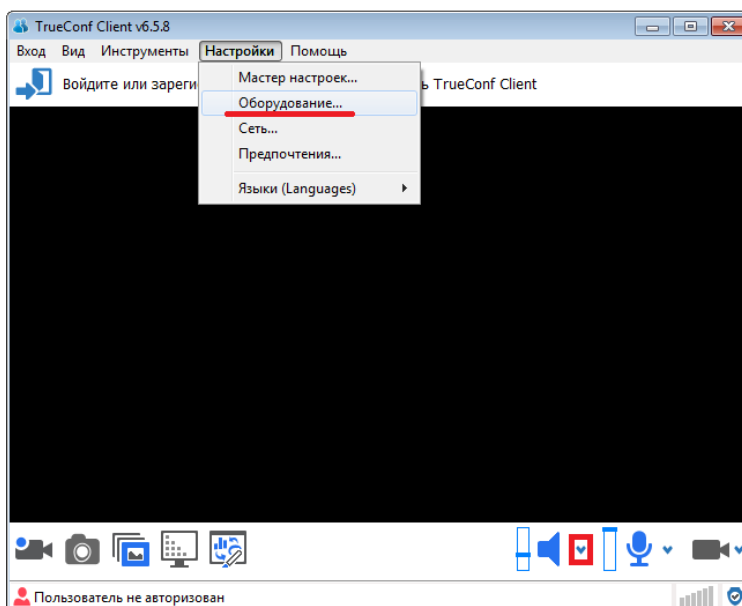 TrueConf Client v6.5.8
Вход Вид Инструменты Настройки Помощь
Войдите или зареги ь TrueConf Client
Мастер настроек...
Оборудование...
Сеть...
Предпочтения...
Языки (Languages)
Пользователь не авторизован